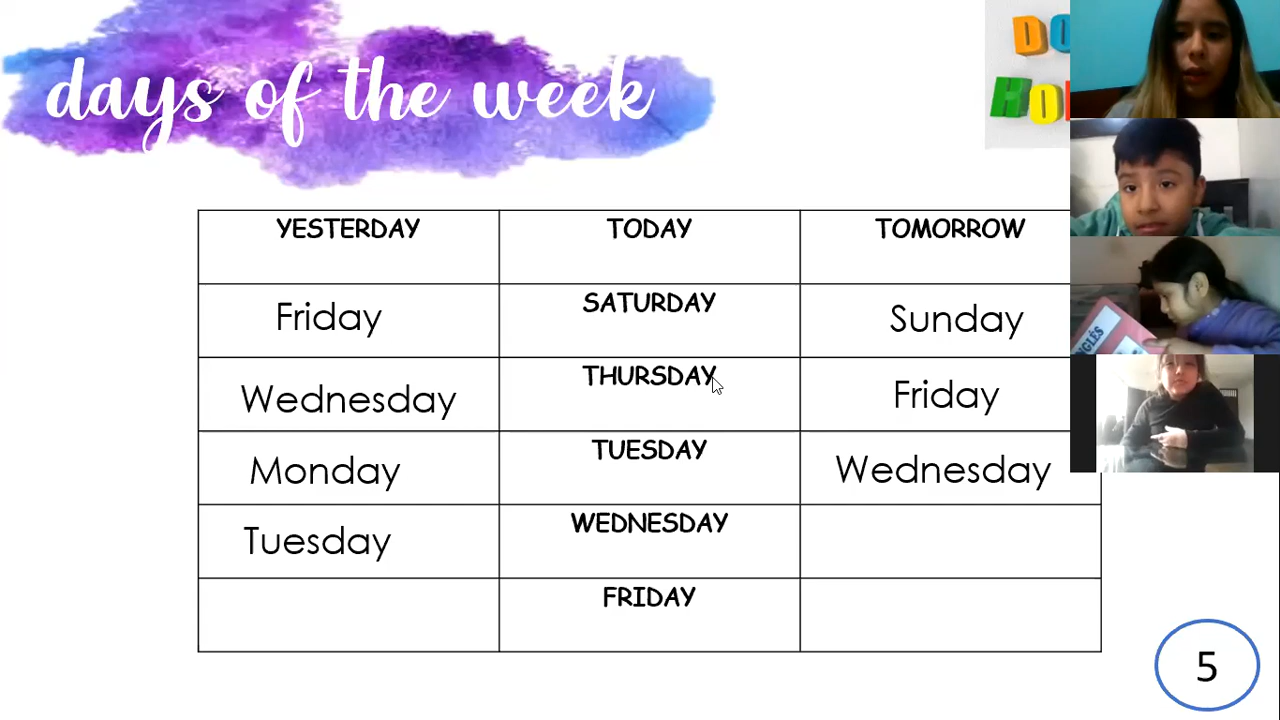 days of the week
DO
YESTERDAY TODAY TOMORROW
Friday SATURDAY Sunday
Wednesday THURSDAY Friday
Monday TUESDAY Wednesday
Tuesday WEDNESDAY
FRIDAY
5